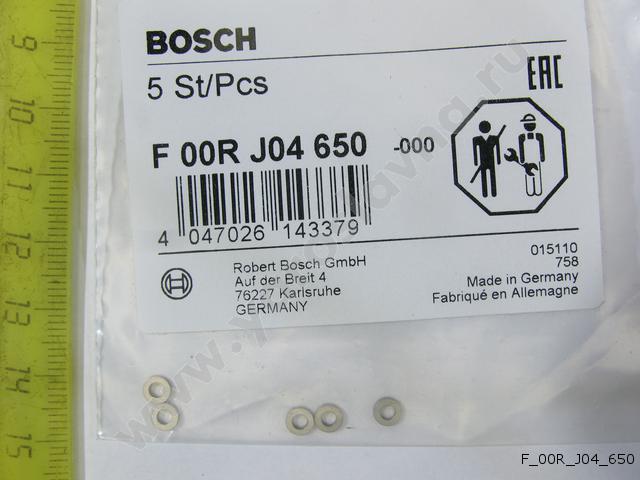 BOSCH
5 St/Pcs
EAC
F 00R J04 650 -000
4 047026 143379
Robert Bosch GmbH
Auf der Breit 4
76227 Karlsruhe
GERMANY
015110
758
Made in Germany
Fabriqué en Allemagne
9
10
11
12
13
14
15
F_00R_J04_650